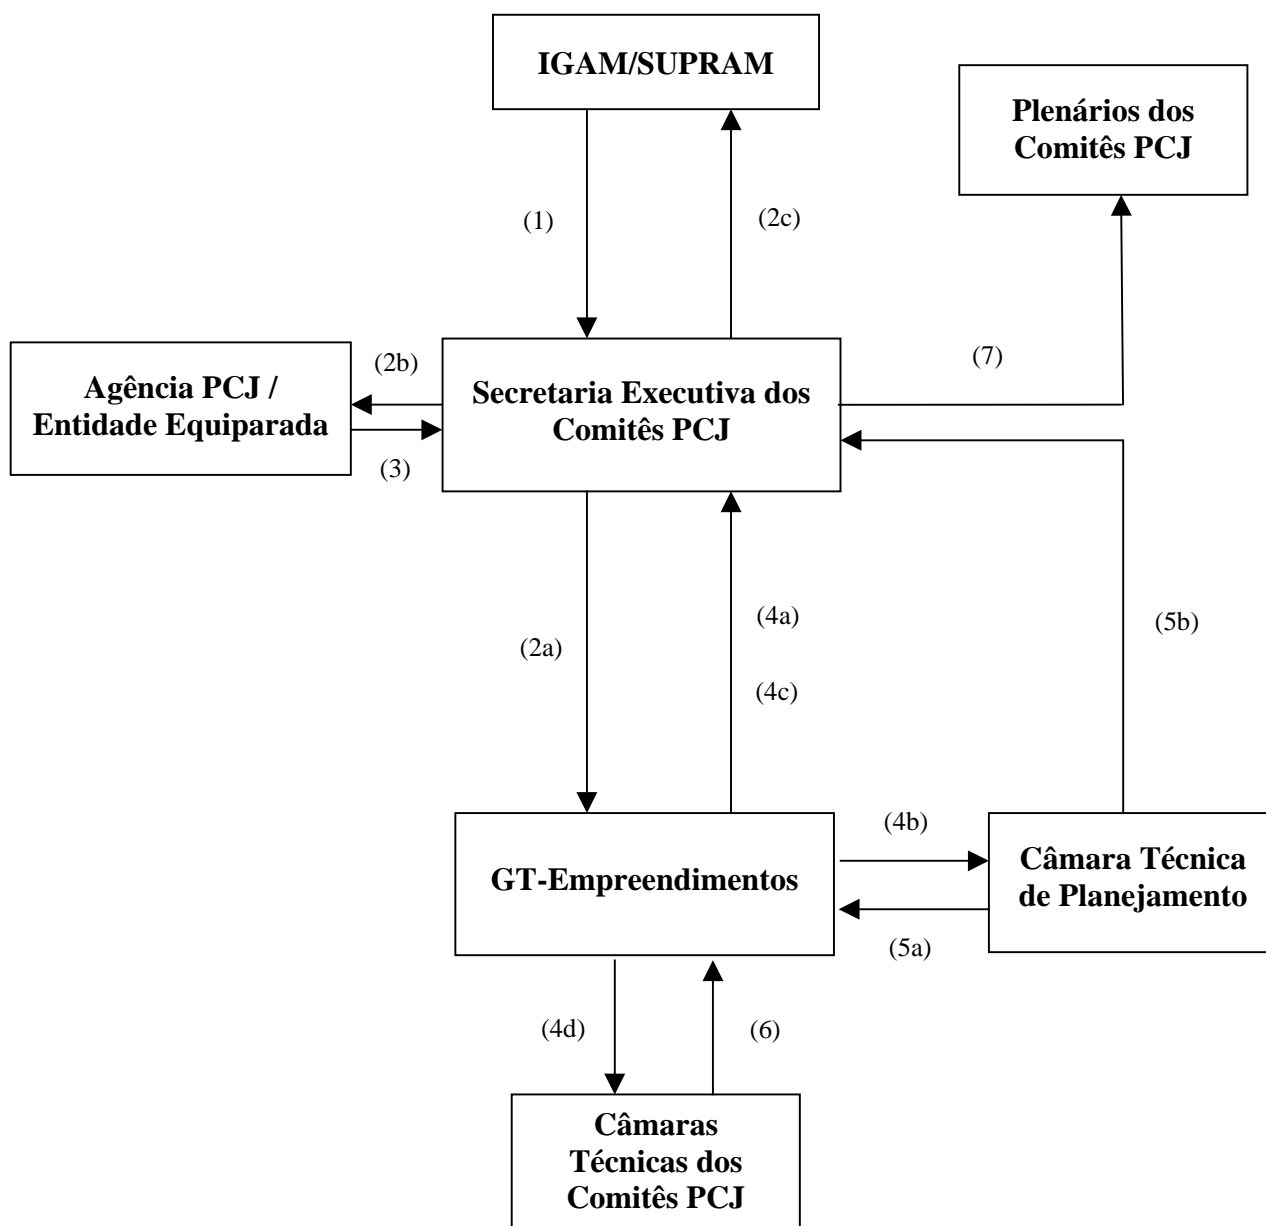 IGAM/SUPRAM
Plenários dos
Comitês PCJ
(1)
(2c)
(2b)
(7)
Agência PCJ /
Entidade Equiparada
Secretaria Executiva dos
Comitês PCJ
(3)
(4a)
(5b)
(2a)
(4c)
(4b)
GT-Empreendimentos
Câmara Técnica
de Planejamento
(5a)
(4d)
(6)
Câmaras
Técnicas dos
Comitês PCJ